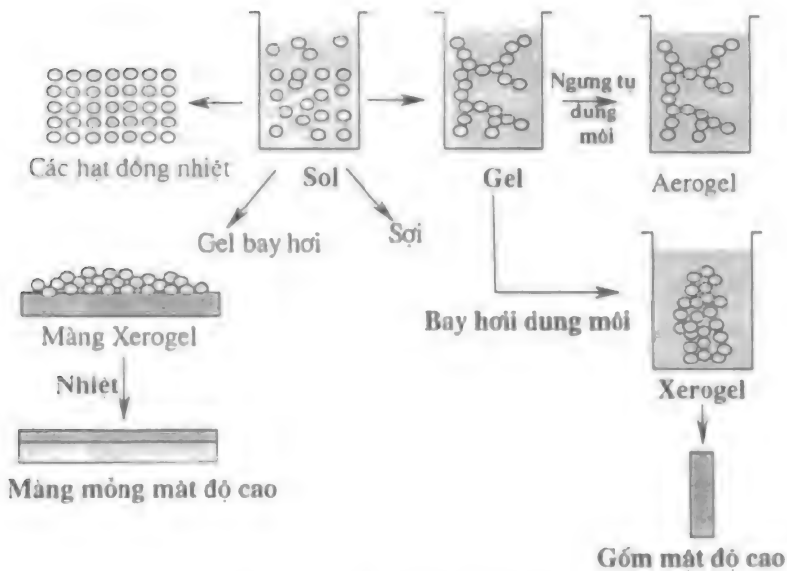 Các hạt đồng nhiệt
Sol
Gel
Ngưng tụ
dung
môi
Aerogel
Gel bay hơi
Sợi
Màng Xerogel
Bay hơii dung môi
Nhiệt
Xerogel
Màng mỏng mật độ cao
Gốm mật độ cao